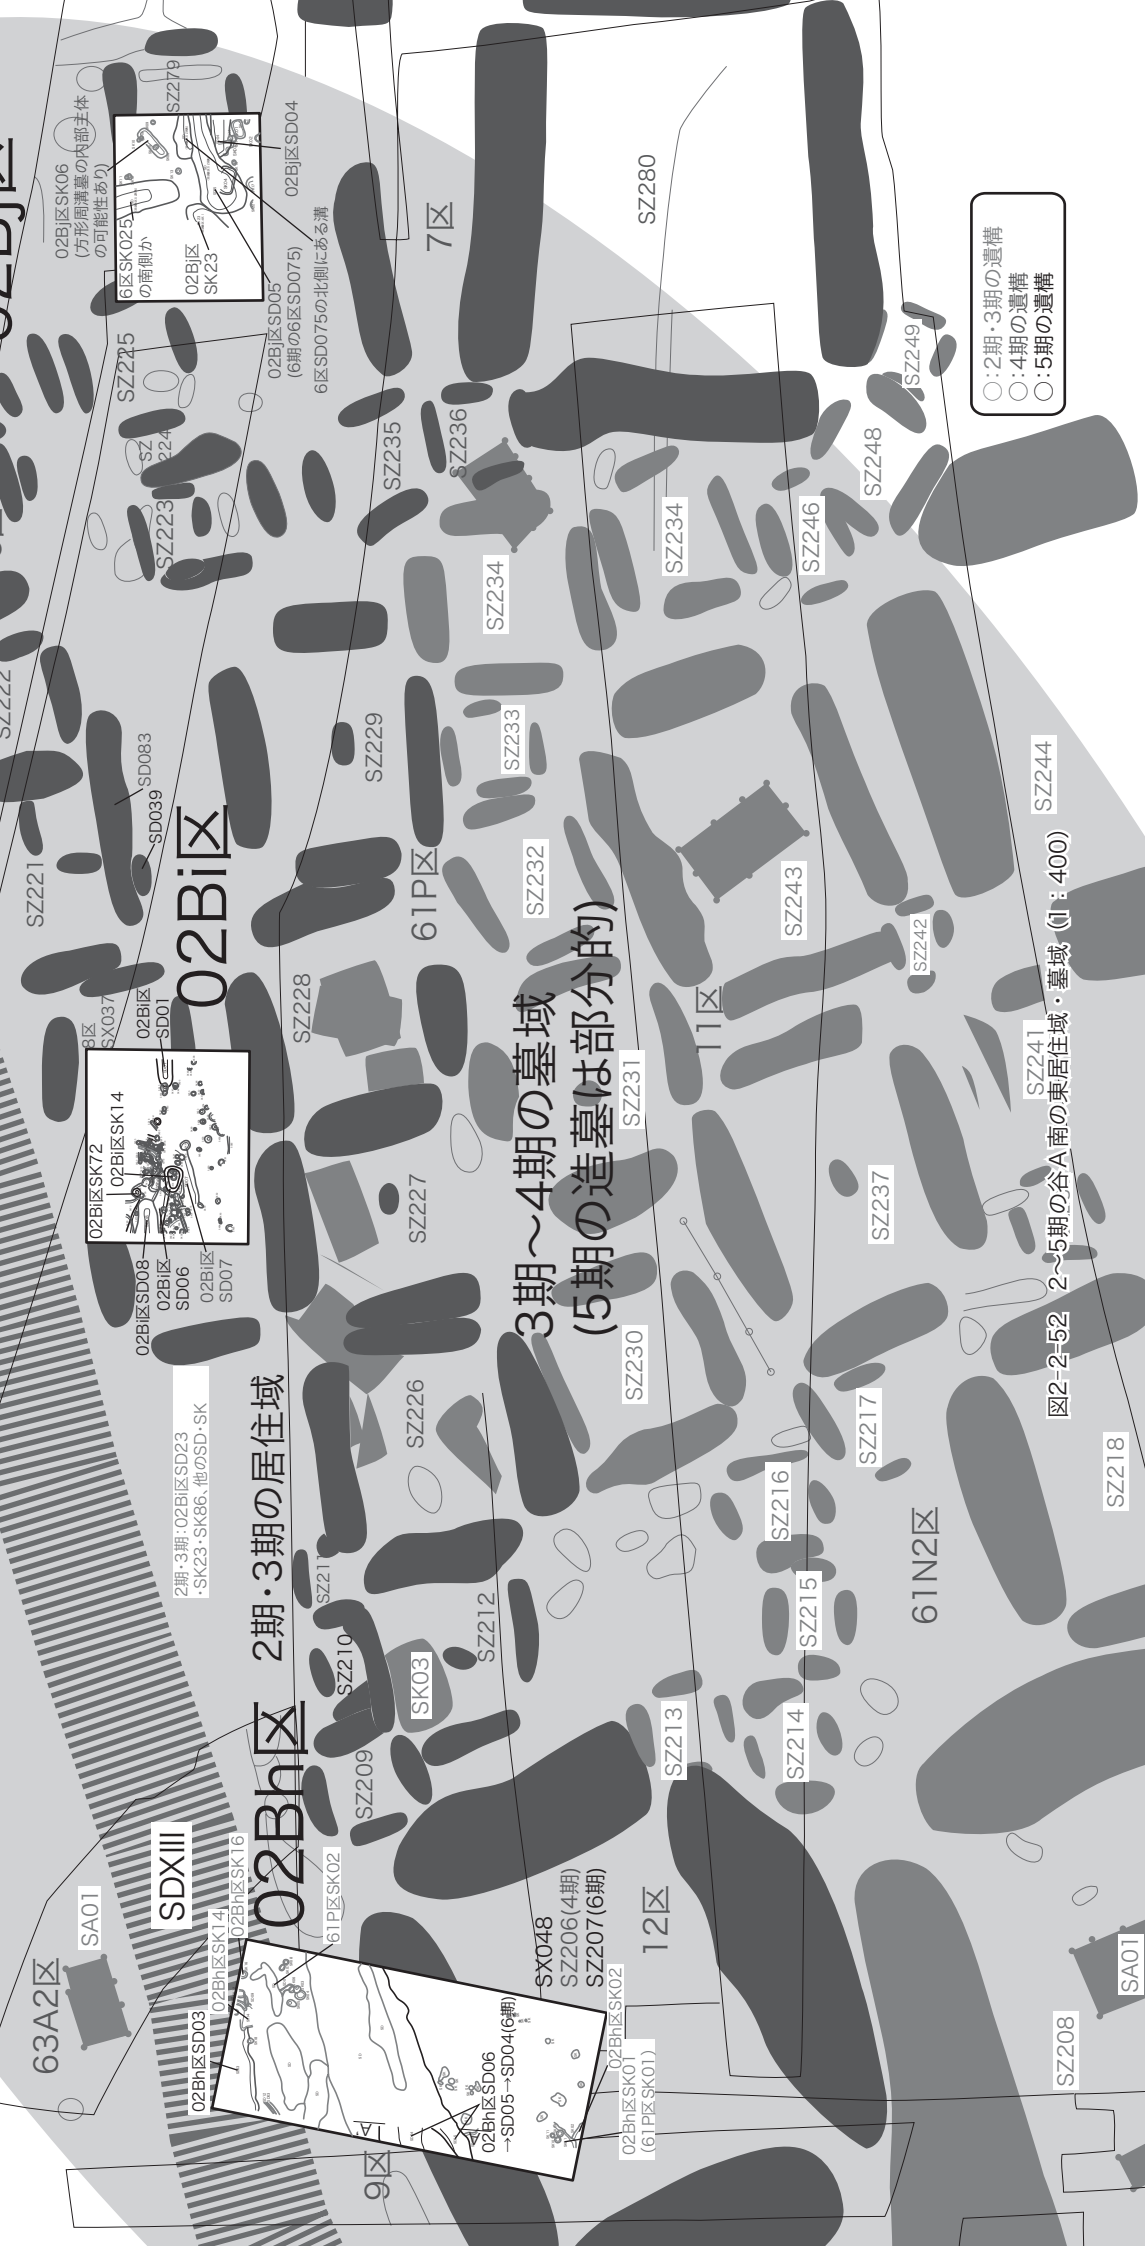 02Bj区
02Bj区SK06
(方形周溝墓の内部主体
の可能性あり)
SZ279
02Bj区SD04
6区SK025
の南側か
02Bj区
SK23
02Bj区SD05
(6期の6区SD075)
6区SD075の北側にある溝
7区
SZ280
○:2期・3期の遺構
○:4期の遺構
○:5期の遺構
SZ249
SZ225
SZ
224
SZ223
SZ235
SZ236
SZ248
SZ234
SZ234
SZ246
SZ222
SD083
SD039
SZ229
SZ233
SZ244
SZ221
02Bi区
61P区
SZ232
SZ243
SZ242
SX037
02Bi区
SD01
SZ228
3期～4期の墓域
(5期の造墓は部分的)
11区
SZ231
SZ241
02Bi区SK72
02Bi区SK14
02Bi区SD08
02Bi区
SD06
02Bi区
SD07
SZ227
SZ237
図2-2-52　2～5期の谷A南の東居住域・墓域（1：400）
2期・3期:02Bi区SD23
・SK23・SK86、他のSD・SK
2期・3期の居住域
SZ226
SZ230
SZ217
SZ216
SZ218
SZ211
SZ210
SK03
SZ212
SZ215
61N2区
SZ209
SZ213
SZ214
02Bh区
SDXIII
SA01
63A2区
02Bh区SK16
02Bh区SK14
02Bh区SD03
61P区SK02
SX048
SZ206(4期)
SZ207(6期)
12区
02Bh区SK02
02Bh区SK01
(61P区SK01)
02Bh区SD06
→SD05→SD04(6期)
9区
SZ208
SA01